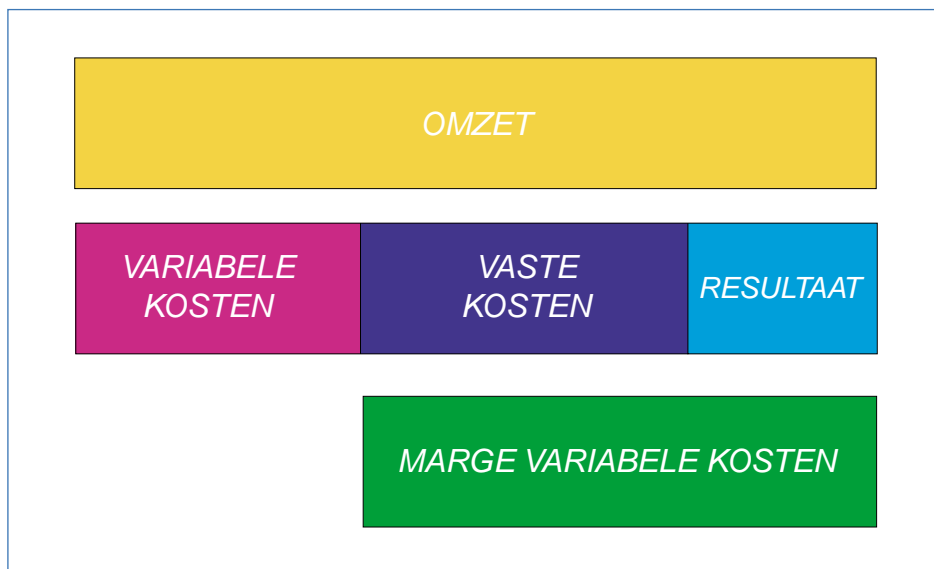 OMZET
VARIABELE
KOSTEN
VASTE
KOSTEN
RESULTAAT
MARGE VARIABELE KOSTEN